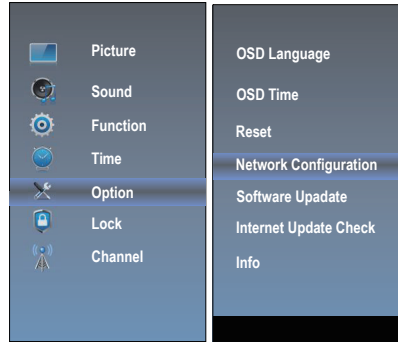 Picture
Sound
Function
Time
Option
Lock
Channel
OSD Language
OSD Time
Reset
Network Configuration
Software Upadate
Internet Update Check
Info